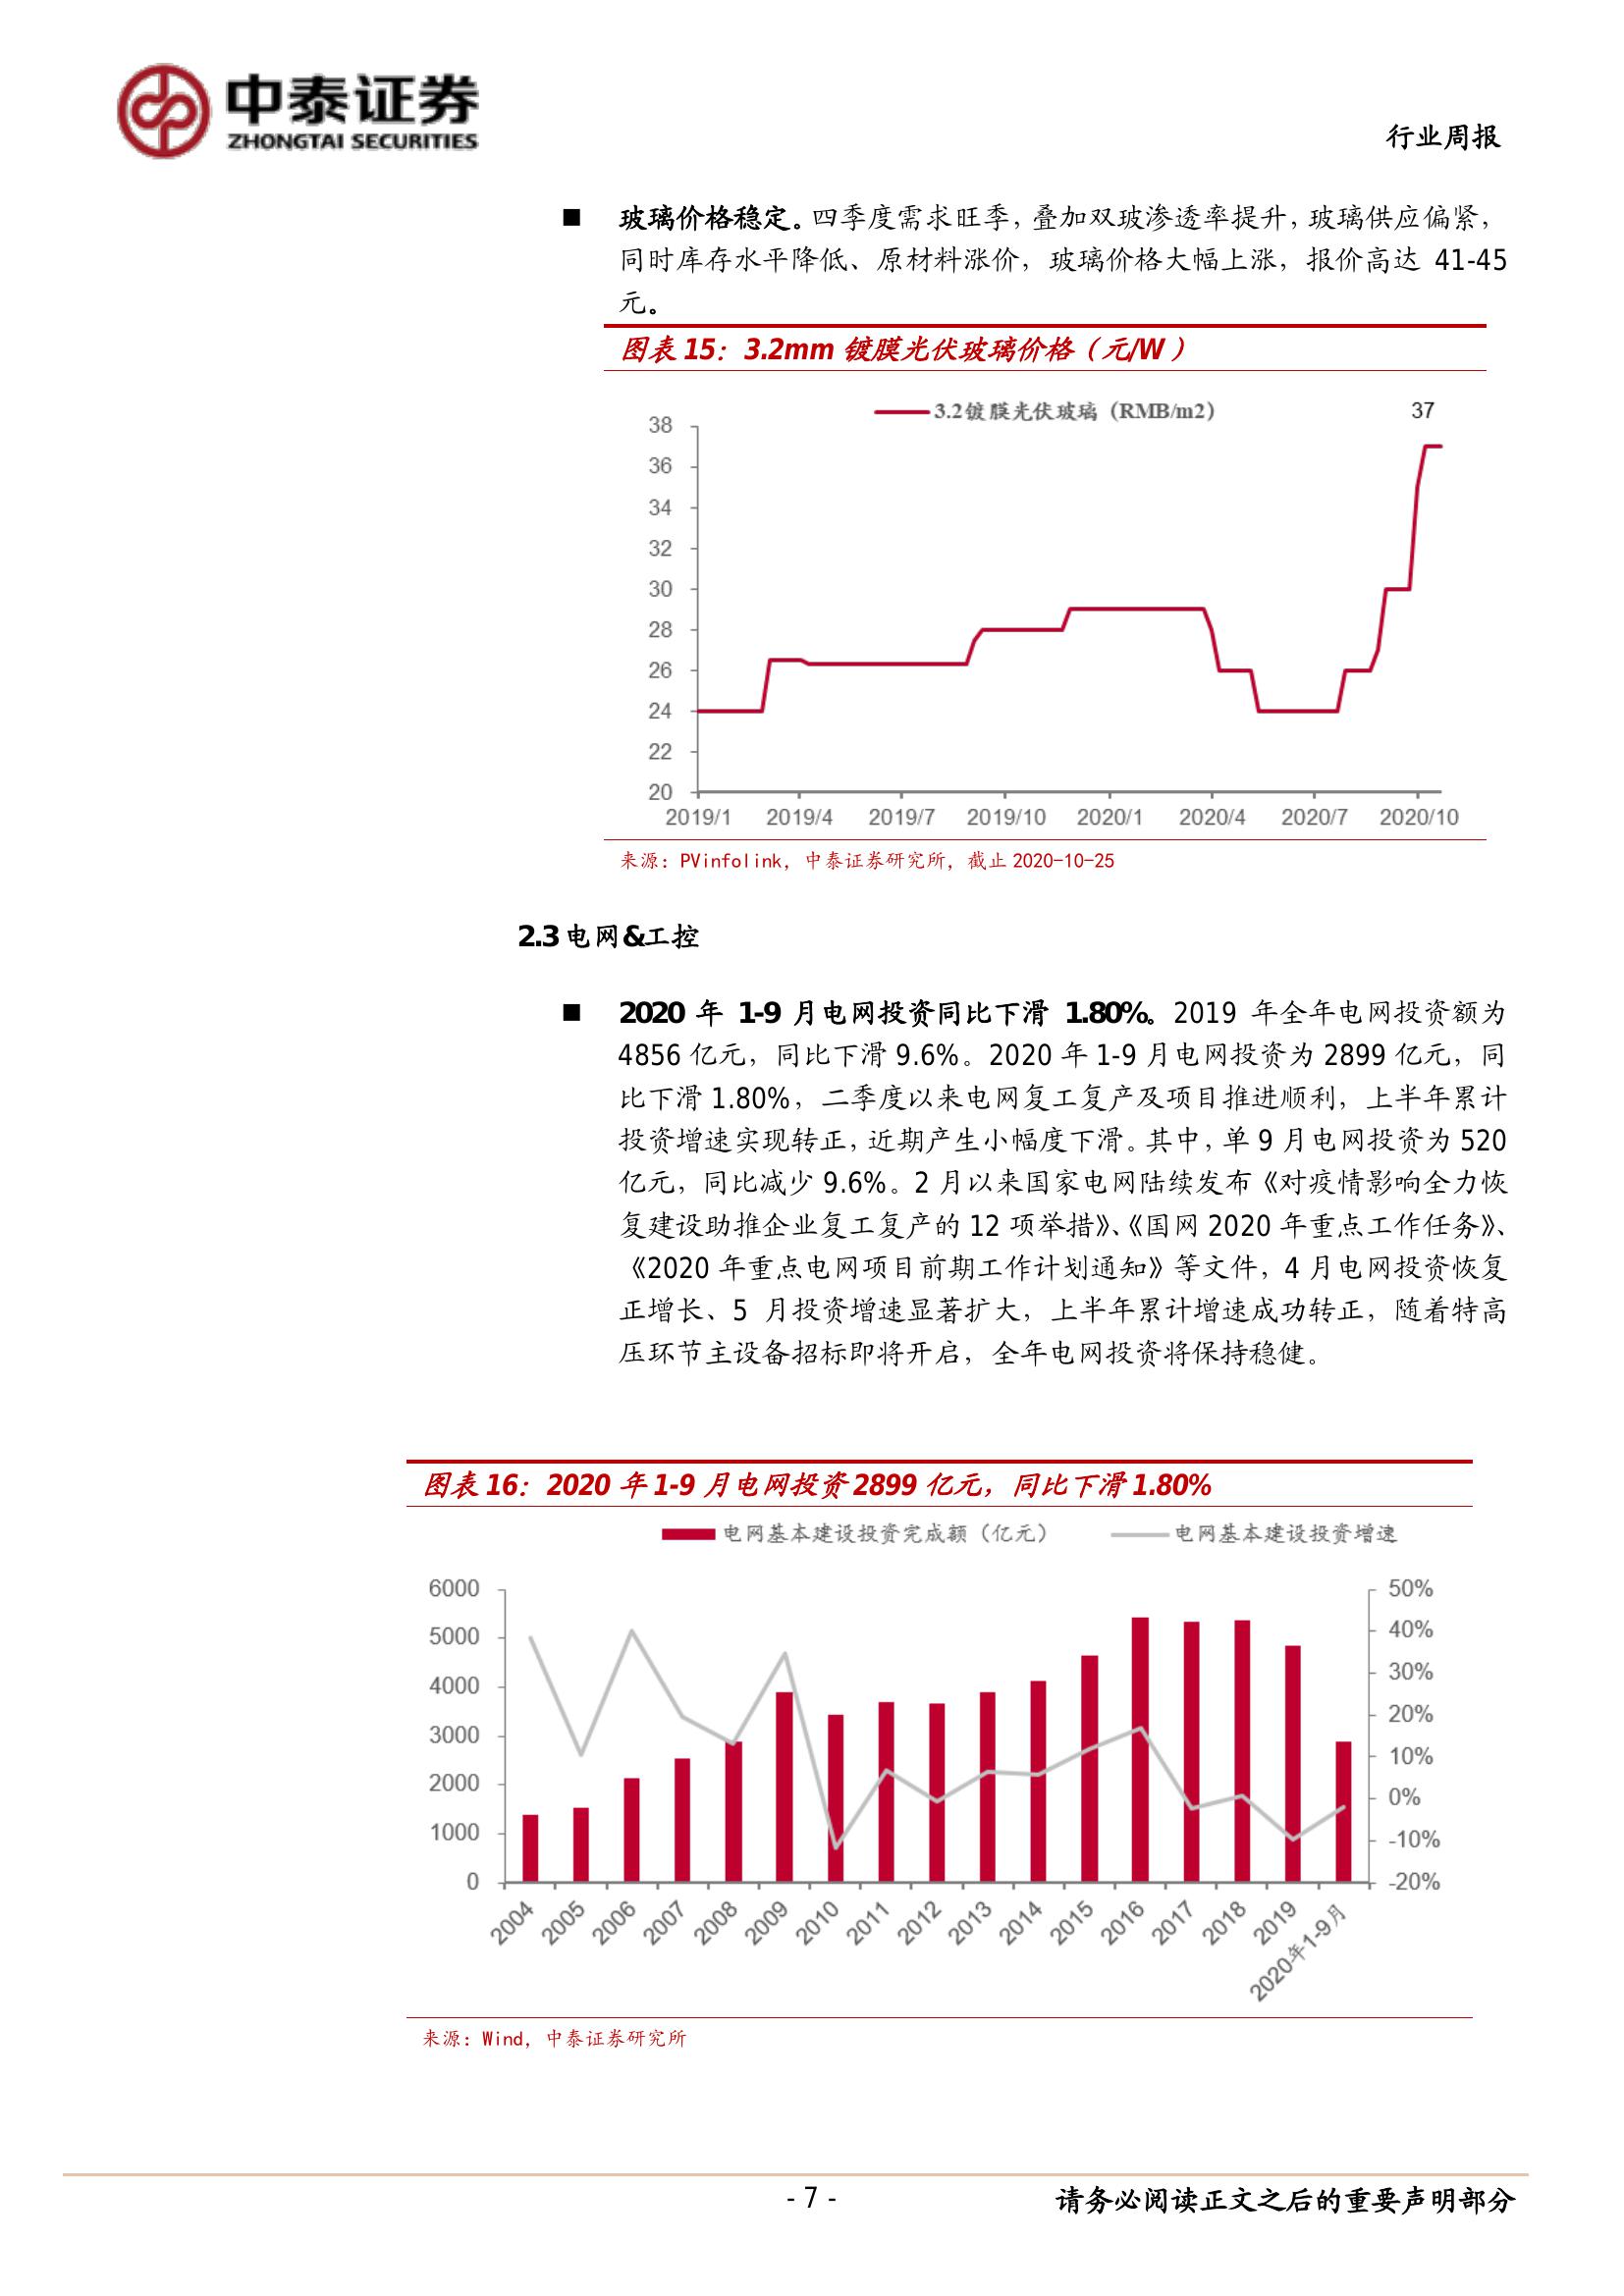 中泰证券
ZHONGTAI SECURITIES
行业周报
■ 玻璃价格稳定。四季度需求旺季，叠加双玻渗透率提升，玻璃供应偏紧，
同时库存水平降低、原材料涨价，玻璃价格大幅上涨，报价高达 41-45
元。
图表 15：3.2mm 镀膜光伏玻璃价格（元/W）
3.2镀膜光伏玻璃（RMB/m2）
37
38
36
34
32
30
28
26
24
22
20
2019/1 2019/4 2019/7 2019/10 2020/1 2020/4 2020/7 2020/10
来源：PVinfolink，中泰证券研究所，截止 2020-10-25
2.3 电网&工控
■ 2020 年 1-9 月电网投资同比下滑 1.80%。2019 年全年电网投资额为
4856 亿元，同比下滑 9.6%。2020 年 1-9 月电网投资为 2899 亿元，同
比下滑 1.80%，二季度以来电网复工复产及项目推进顺利，上半年累计
投资增速实现转正，近期产生小幅度下滑。其中，单 9 月电网投资为 520
亿元，同比减少 9.6%。2 月以来国家电网陆续发布《对疫情影响全力恢
复建设助推企业复工复产的 12 项举措》、《国网 2020 年重点工作任务》、
《2020 年重点电网项目前期工作计划通知》等文件，4 月电网投资恢复
正增长、5 月投资增速显著扩大，上半年累计增速成功转正，随着特高
压环节主设备招标即将开启，全年电网投资将保持稳健。
图表 16：2020 年 1-9 月电网投资 2899 亿元，同比下滑 1.80%
电网基本建设投资完成额（亿元） 电网基本建设投资增速
6000
5000
4000
3000
2000
1000
0
50%
40%
30%
20%
10%
0%
-10%
-20%
2004 2005 2006 2007 2008 2009 2010 2011 2012 2013 2014 2015 2016 2017 2018 2019 2020年1-9月
来源：Wind，中泰证券研究所
- 7 -
请务必阅读正文之后的重要声明部分